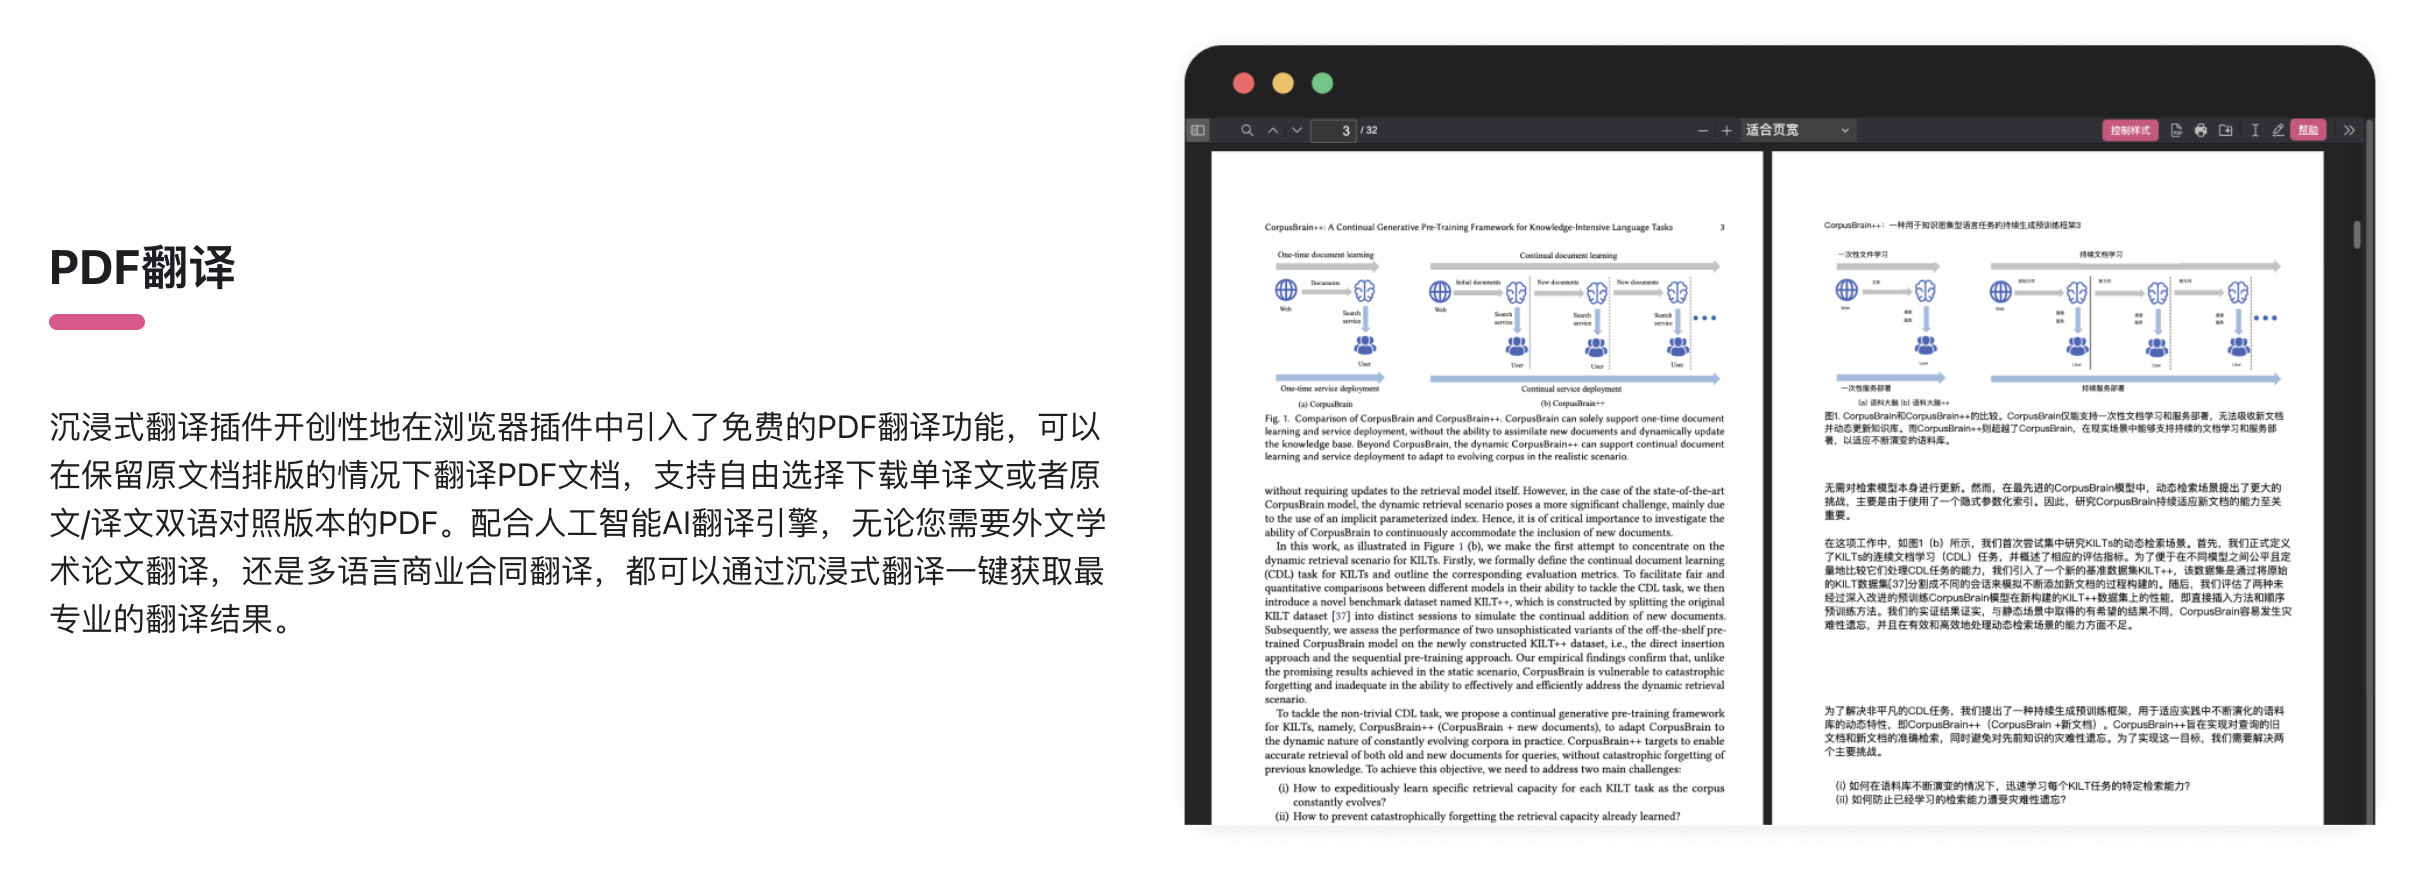 PDF翻译
沉浸式翻译插件开创性地在浏览器插件中引入了免费的PDF翻译功能，可以
在保留原文档排版的情况下翻译PDF文档，支持自由选择下载单译文或者原
文/译文双语对照版本的PDF。配合人工智能AI翻译引擎，无论您需要外文学
术论文翻译，还是多语言商业合同翻译，都可以通过沉浸式翻译一键获取最
专业的翻译结果。
3 / 32
适合页宽
控制样式
帮助
CorpusBrain++: A Continual Generative Pre-Training Framework for Knowledge-Intensive Language Tasks 3
One-time document learning
Continual document learning
Documents
Initial documents
New documents
New documents
Web
Web
Search service
Search service
Search service
Search service
User
User
User
User
One-time service deployment
Continual service deployment
(a) CorpusBrain
(b) CorpusBrain++
Fig. 1. Comparison of CorpusBrain and CorpusBrain++. CorpusBrain can solely support one-time document
learning and service deployment, without the ability to assimilate new documents and dynamically update
the knowledge base. Beyond CorpusBrain, the dynamic CorpusBrain++ can support continual document
learning and service deployment to adapt to evolving corpus in the realistic scenario.
without requiring updates to the retrieval model itself. However, in the case of the state-of-the-art
CorpusBrain model, the dynamic retrieval scenario poses a more significant challenge, mainly due
to the use of an implicit parameterized index. Hence, it is of critical importance to investigate the
ability of CorpusBrain to continuously accommodate the inclusion of new documents.
In this work, as illustrated in Figure 1 (b), we make the first attempt to concentrate on the
dynamic retrieval scenario for KILTs. Firstly, we formally define the continual document learning
(CDL) task for KILTs and outline the corresponding evaluation metrics. To facilitate fair and
quantitative comparisons between different models in their ability to tackle the CDL task, we then
introduce a novel benchmark dataset named KILT++, which is constructed by splitting the original
KILT dataset [37] into distinct sessions to simulate the continual addition of new documents.
Subsequently, we assess the performance of two unsophisticated variants of the off-the-shelf pre-
trained CorpusBrain model on the newly constructed KILT++ dataset, i.e., the direct insertion
approach and the sequential pre-training approach. Our empirical findings confirm that, unlike
the promising results achieved in the static scenario, CorpusBrain is vulnerable to catastrophic
forgetting and inadequate in the ability to effectively and efficiently address the dynamic retrieval
scenario.
To tackle the non-trivial CDL task, we propose a continual generative pre-training framework
for KILTs, namely, CorpusBrain++ (CorpusBrain + new documents), to adapt CorpusBrain to
the dynamic nature of constantly evolving corpora in practice. CorpusBrain++ targets to enable
accurate retrieval of both old and new documents for queries, without catastrophic forgetting of
previous knowledge. To achieve this objective, we need to address two main challenges:
(i) How to expeditiously learn specific retrieval capacity for each KILT task as the corpus
constantly evolves?
(ii) How to prevent catastrophically forgetting the retrieval capacity already learned?
CorpusBrain++：一种用于知识密集型语言任务的持续生成预训练框架3
一次性文件学习
持续文档学习
一次性服务部署
持续服务部署
(a) 语料大脑 (b) 语料大脑++
图1. CorpusBrain和CorpusBrain++的比较。CorpusBrain仅能支持一次性文档学习和服务部署，无法吸收新文档
并动态更新知识库。而CorpusBrain++则超越了CorpusBrain，在现实场景中能够支持持续的文档学习和服务部
署，以适应不断演变的语料库。
无需对检索模型本身进行更新。然而，在最先进的CorpusBrain模型中，动态检索场景提出了更大的
挑战，主要是由于使用了一个隐式参数化索引。因此，研究CorpusBrain持续适应新文档的能力至关
重要。
在这项工作中，如图1（b）所示，我们首次尝试集中研究KILTs的动态检索场景。首先，我们正式定义
了KILTs的连续文档学习（CDL）任务，并概述了相应的评估指标。为了便于在不同模型之间公平且定
量地比较它们处理CDL任务的能力，我们引入了一个新的基准数据集KILT++，该数据集是通过将原始
的KILT数据集[37]分割成不同的会话来模拟不断添加新文档的过程构建的。随后，我们评估了两种未
经过深入改进的预训练CorpusBrain模型在新构建的KILT++数据集上的性能，即直接插入方法和顺序
预训练方法。我们的实证结果证实，与静态场景中取得的有希望的结果不同，CorpusBrain容易发生灾
难性遗忘，并且在有效和高效地处理动态检索场景的能力方面不足。
为了解决非平凡的CDL任务，我们提出了一种持续生成预训练框架，用于适应实践中不断演化的语料
库的动态特性，即CorpusBrain++（CorpusBrain +新文档）。CorpusBrain++旨在实现对查询的旧
文档和新文档的准确检索，同时避免对先前知识的灾难性遗忘。为了实现这一目标，我们需要解决两
个主要挑战。
(i) 如何在语料库不断演变的情况下，迅速学习每个KILT任务的特定检索能力？
(ii) 如何防止已经学习的检索能力遭受灾难性遗忘？